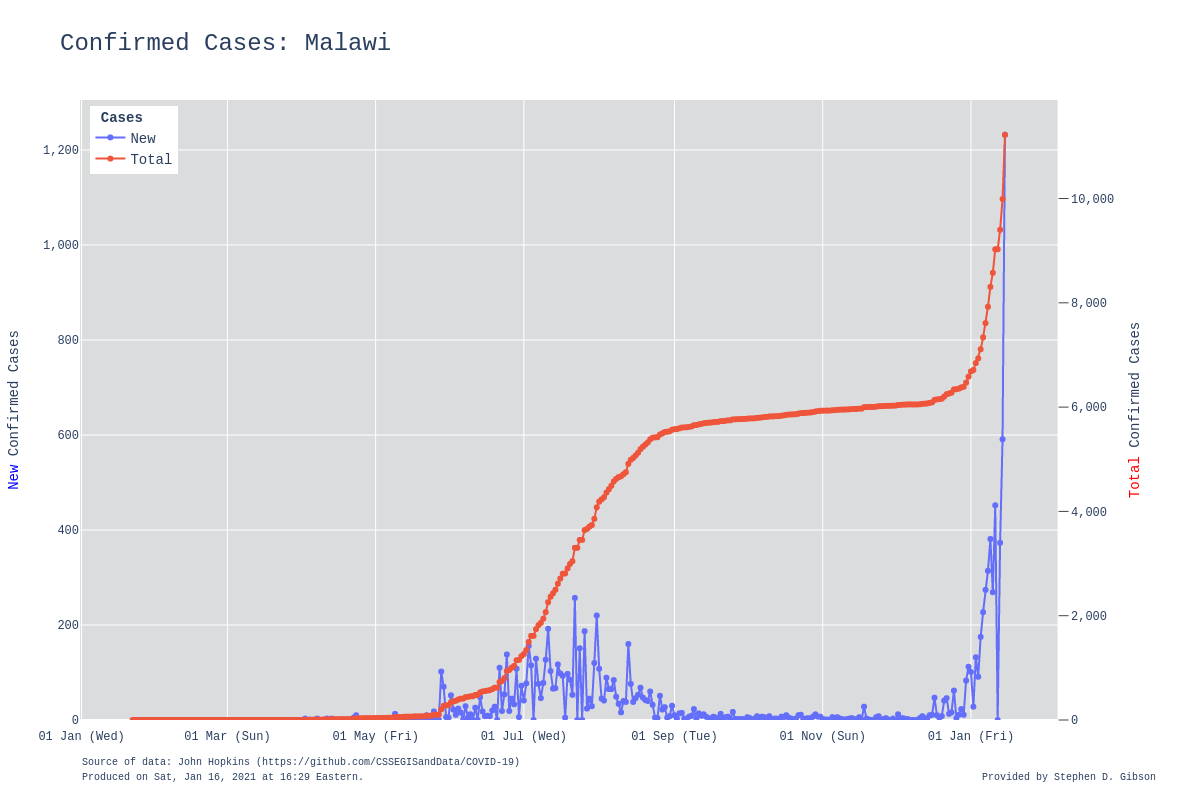 Confirmed Cases: Malawi
Cases
New
Total
1,200
1,000
800
600
400
200
0
New Confirmed Cases
10,000
8,000
6,000
4,000
2,000
0
Total Confirmed Cases
01 Jan (Wed) 01 Mar (Sun) 01 May (Fri) 01 Jul (Wed) 01 Sep (Tue) 01 Nov (Sun) 01 Jan (Fri)
Source of data: John Hopkins (https://github.com/CSSEGISandData/COVID-19)
Produced on Sat, Jan 16, 2021 at 16:29 Eastern.
Provided by Stephen D. Gibson